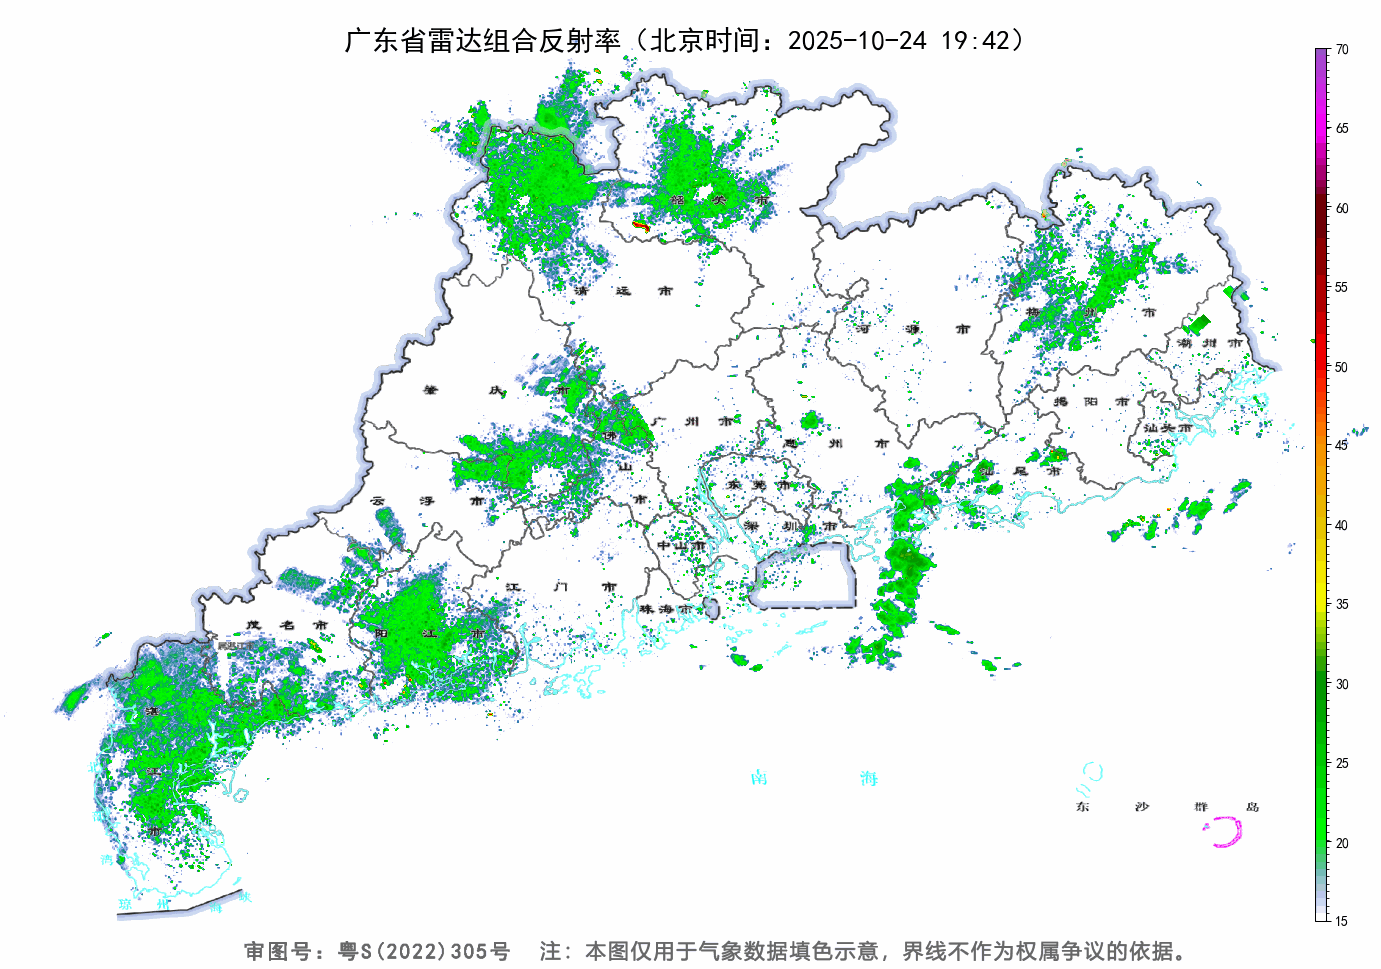 广东省雷达组合反射率（北京时间：2025-10-24 19:42）
70
65
60
55
50
45
40
35
30
25
20
15
韶关市
清远市
河源市
梅州市
潮州市
肇庆市
广州市
佛山市
惠州市
揭阳市
汕头市
汕尾市
东莞市
云浮市
深圳市
中山市
江门市
珠海市
茂名市
阳江市
湛江市
南海
东沙群岛
北部湾
琼州海峡
审图号：粤S(2022)305号 注：本图仅用于气象数据填色示意，界线不作为权属争议的依据。